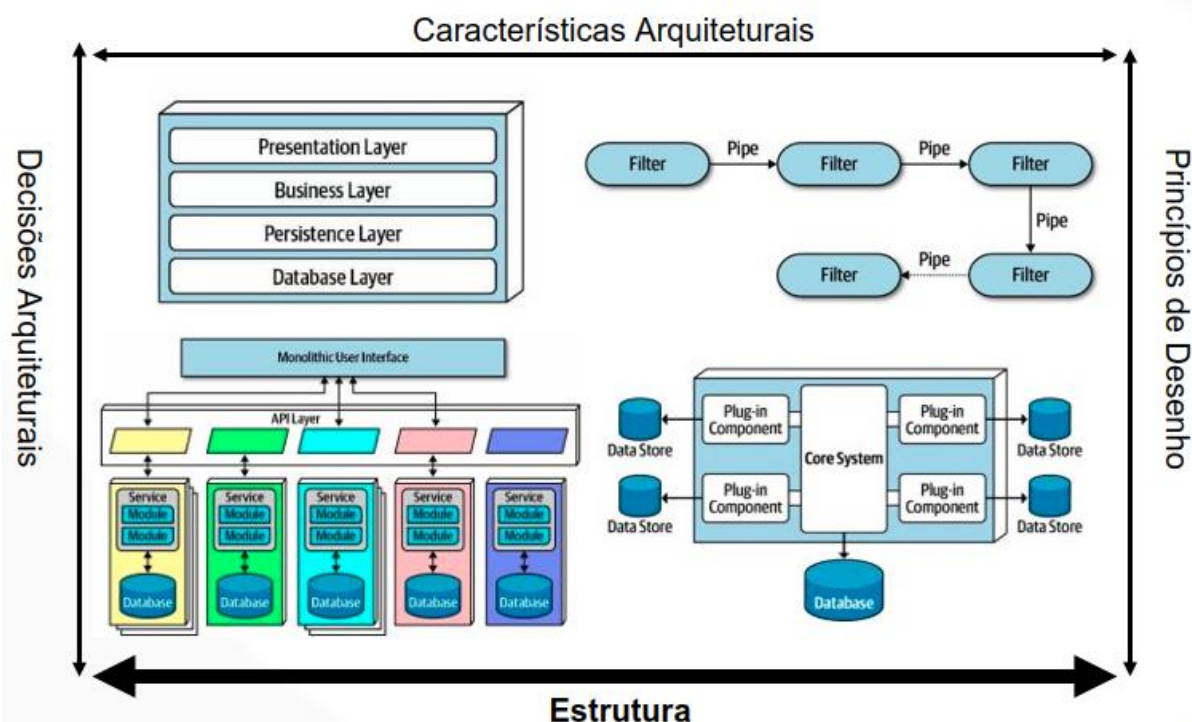 Características Arquiteturais
Decisões Arquiteturais
Princípios de Desenho
Presentation Layer
Business Layer
Persistence Layer
Database Layer
Filter
Pipe
Filter
Pipe
Filter
Pipe
Filter
Pipe
Filter
Monolithic User Interface
API Layer
Service
Module
Module
Database
Service
Module
Module
Database
Service
Module
Module
Database
Service
Module
Module
Database
Service
Module
Module
Database
Data Store
Plug-in
Component
Core System
Plug-in
Component
Data Store
Data Store
Plug-in
Component
Plug-in
Component
Data Store
Database
Estrutura